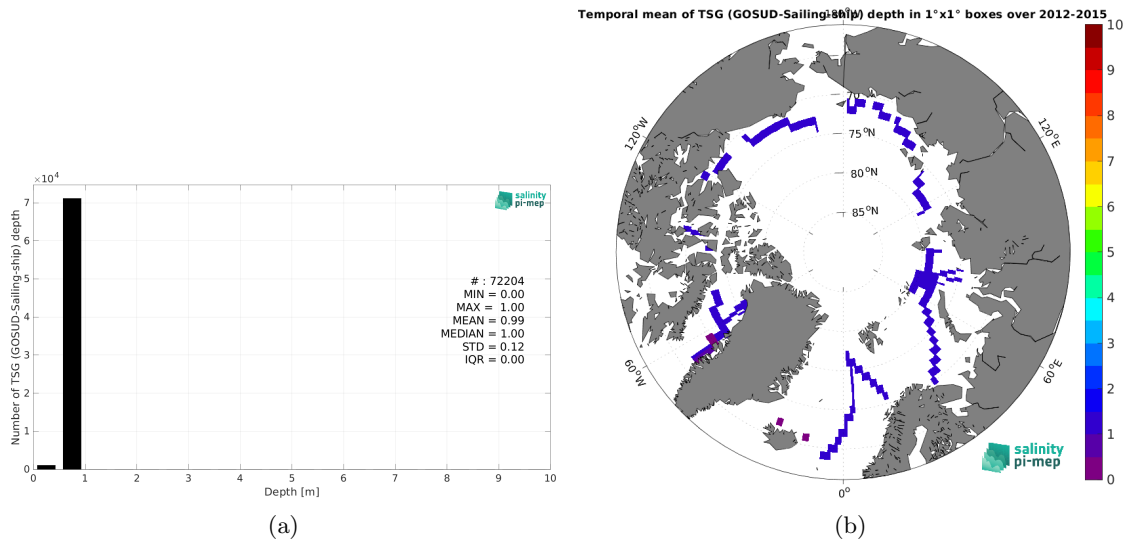 ×10⁴
7
6
5
4
3
2
1
0
Number of TSG (GOSUD-Sailing-ship) depth
salinity
pi-mep
# : 72204
MIN = 0.00
MAX = 1.00
MEAN = 0.99
MEDIAN = 1.00
STD = 0.12
IQR = 0.00
0 1 2 3 4 5 6 7 8 9 10
Depth [m]
(a)
Temporal mean of TSG (GOSUD-Sailing-ship) depth in 1°x1° boxes over 2012-2015
120°W
120°E
75°N
80°N
85°N
60°W
60°E
0°
salinity
pi-mep
10
9
8
7
6
5
4
3
2
1
0
(b)